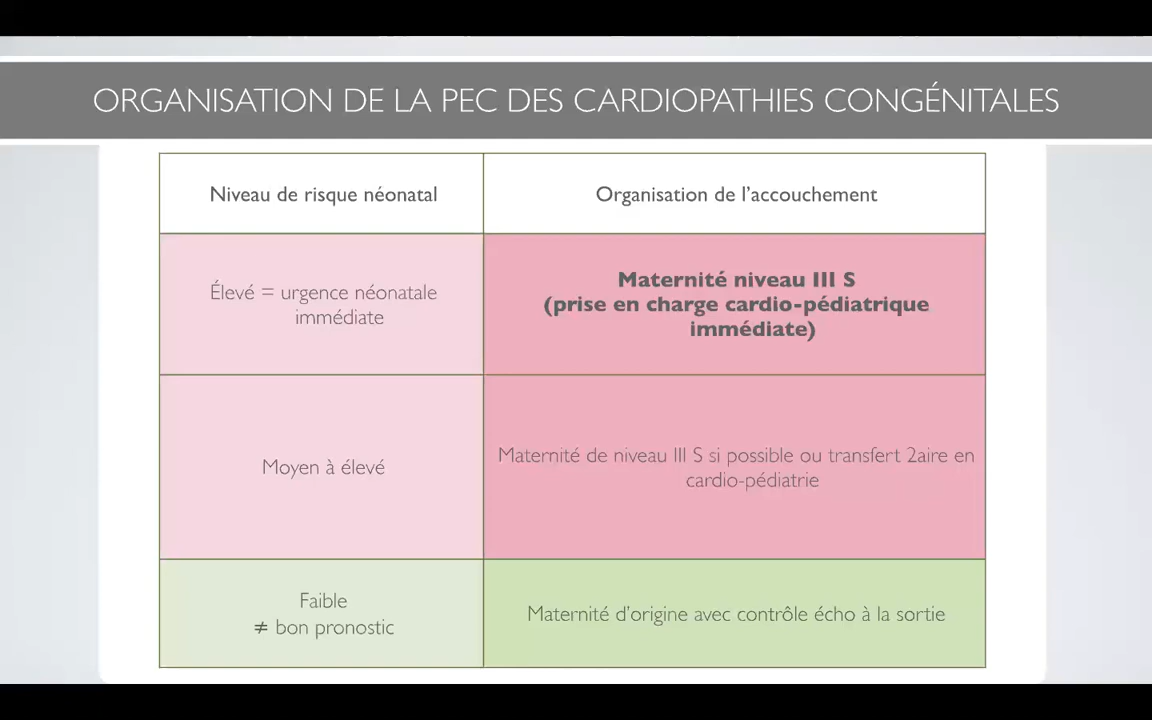 ORGANISATION DE LA PEC DES CARDIOPATHIES CONGÉNITALES
Niveau de risque néonatal
Organisation de l’accouchement
Élevé = urgence néonatale
immédiate
Maternité niveau III S
(prise en charge cardio-pédiatrique
immédiate)
Moyen à élevé
Maternité de niveau III S si possible ou transfert 2aire en
cardio-pédiatrie
Faible
≠ bon pronostic
Maternité d’origine avec contrôle écho à la sortie